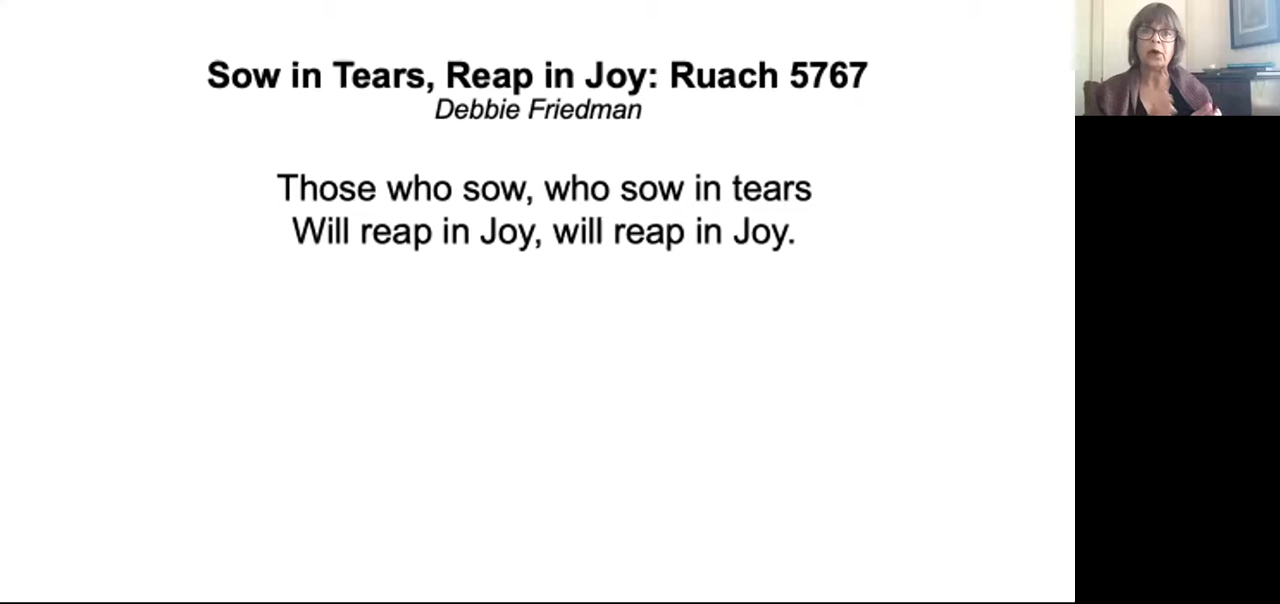 Sow in Tears, Reap in Joy: Ruach 5767
Debbie Friedman
Those who sow, who sow in tears
Will reap in Joy, will reap in Joy.